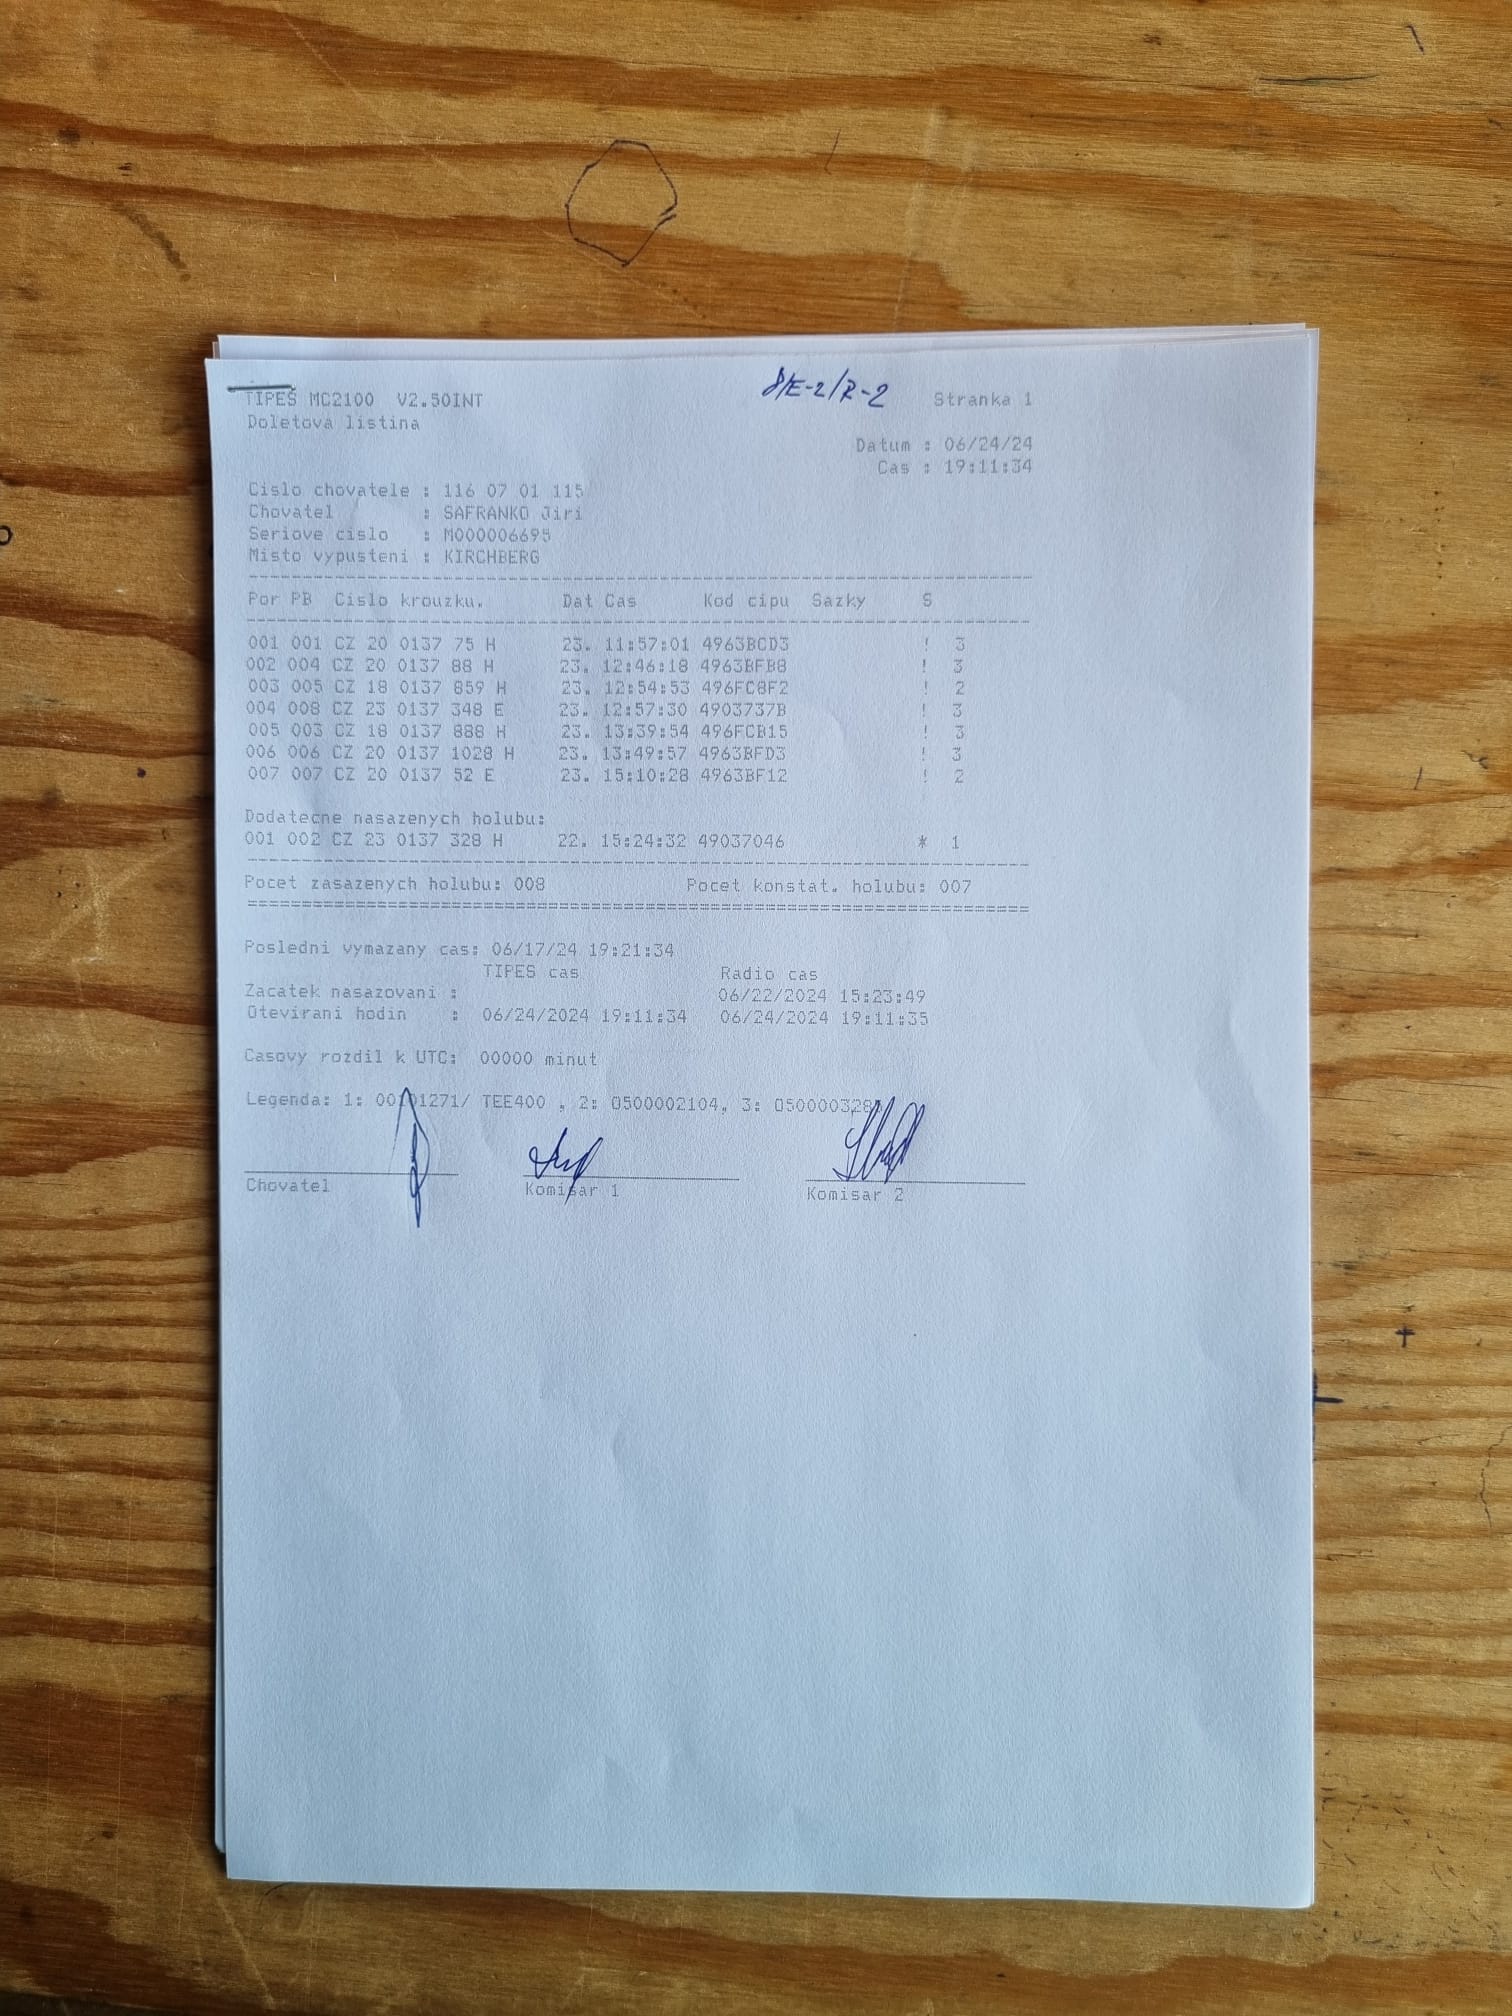 8/E-2/R-2
TIPES MC2100 V2.50INT Stranka 1
Doletova listina
Datum : 06/24/24
Cas : 19:11:34
Cislo chovatele : 116 07 01 115
Chovatel : SAFRANKO Jiri
Seriove cislo : M000006695
Misto vypusteni : KIRCHBERG
Por PB Cislo krouzku. Dat Cas Kod cipu Sazky S
001 001 CZ 20 0137 75 H 23. 11:57:01 4963BCD3 ! 3
002 004 CZ 20 0137 88 H 23. 12:46:18 4963BFB8 ! 3
003 005 CZ 18 0137 859 H 23. 12:54:53 496FC8F2 ! 2
004 008 CZ 23 0137 348 E 23. 12:57:30 4903737B ! 3
005 003 CZ 18 0137 888 H 23. 13:39:54 496FCB15 ! 3
006 006 CZ 20 0137 1028 H 23. 13:49:57 4963BFD3 ! 3
007 007 CZ 20 0137 52 E 23. 15:10:28 4963BF12 ! 2
Dodatecne nasazenych holubu:
001 002 CZ 23 0137 328 H 22. 15:24:32 49037046 * 1
Pocet zasazenych holubu: 008 Pocet konstat. holubu: 007
Posledni vymazany cas: 06/17/24 19:21:34
TIPES cas Radio cas
Zacatek nasazovani : 06/22/2024 15:23:49
Otevirani hodin : 06/24/2024 19:11:34 06/24/2024 19:11:35
Casovy rozdil k UTC: 00000 minut
Legenda: 1: 00101271/ TEE400 , 2: 0500002104, 3:
Chovatel Komisar 1 Komisar 2